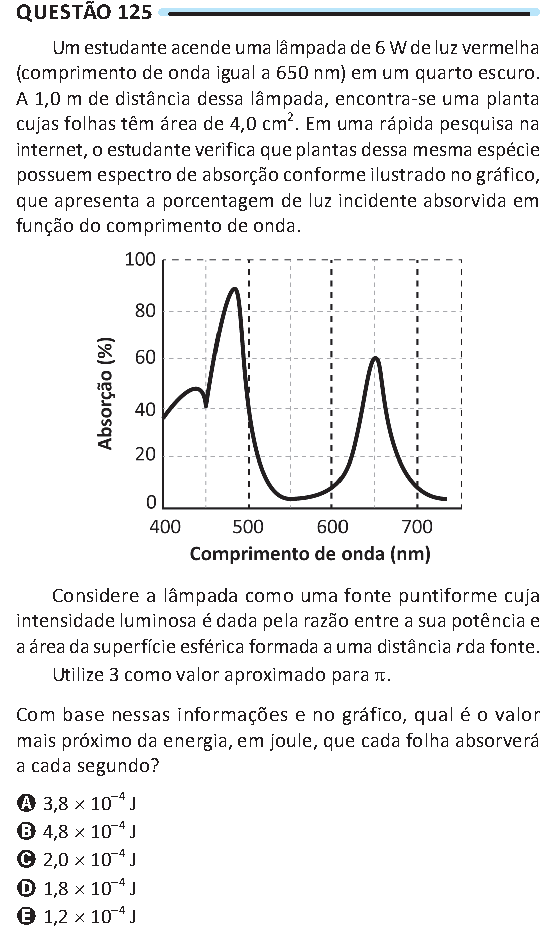 QUESTÃO 125
Um estudante acende uma lâmpada de 6 W de luz vermelha
(comprimento de onda igual a 650 nm) em um quarto escuro.
A 1,0 m de distância dessa lâmpada, encontra-se uma planta
cujas folhas têm área de 4,0 cm². Em uma rápida pesquisa na
internet, o estudante verifica que plantas dessa mesma espécie
possuem espectro de absorção conforme ilustrado no gráfico,
que apresenta a porcentagem de luz incidente absorvida em
função do comprimento de onda.
100
80
60
40
20
0
Absorção (%)
400 500 600 700
Comprimento de onda (nm)
Considere a lâmpada como uma fonte puntiforme cuja
intensidade luminosa é dada pela razão entre a sua potência e
a área da superfície esférica formada a uma distância r da fonte.
Utilize 3 como valor aproximado para π.
Com base nessas informações e no gráfico, qual é o valor
mais próximo da energia, em joule, que cada folha absorverá
a cada segundo?
A 3,8 × 10⁻⁴ J
B 4,8 × 10⁻⁴ J
C 2,0 × 10⁻⁴ J
D 1,8 × 10⁻⁴ J
E 1,2 × 10⁻⁴ J